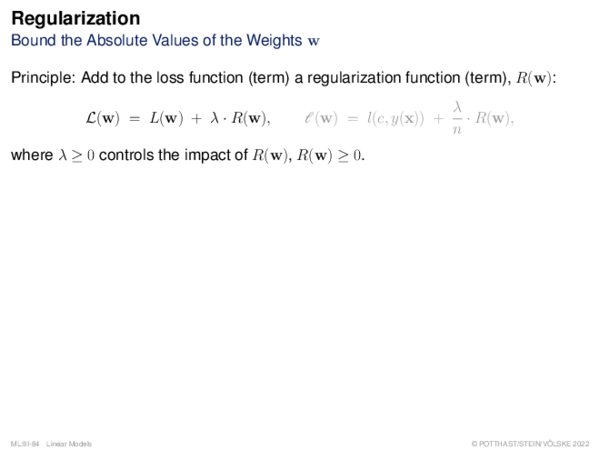 Regularization
Bound the Absolute Values of the Weights w
Principle: Add to the loss function (term) a regularization function (term), R(w):
ℒ(w) = L(w) + λ · R(w),    ℓ(w) = l(c, y(x)) + λ/n · R(w),
where λ ≥ 0 controls the impact of R(w), R(w) ≥ 0.
ML:III-84 Linear Models © POTTHAST/STEIN/VÖLSKE 2022